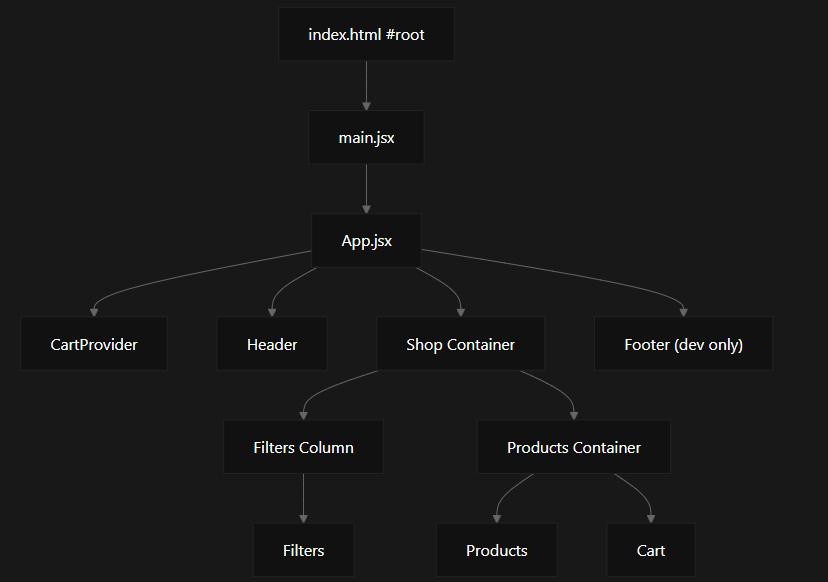 index.html #root
main.jsx
App.jsx
CartProvider
Header
Shop Container
Footer (dev only)
Filters Column
Products Container
Filters
Products
Cart